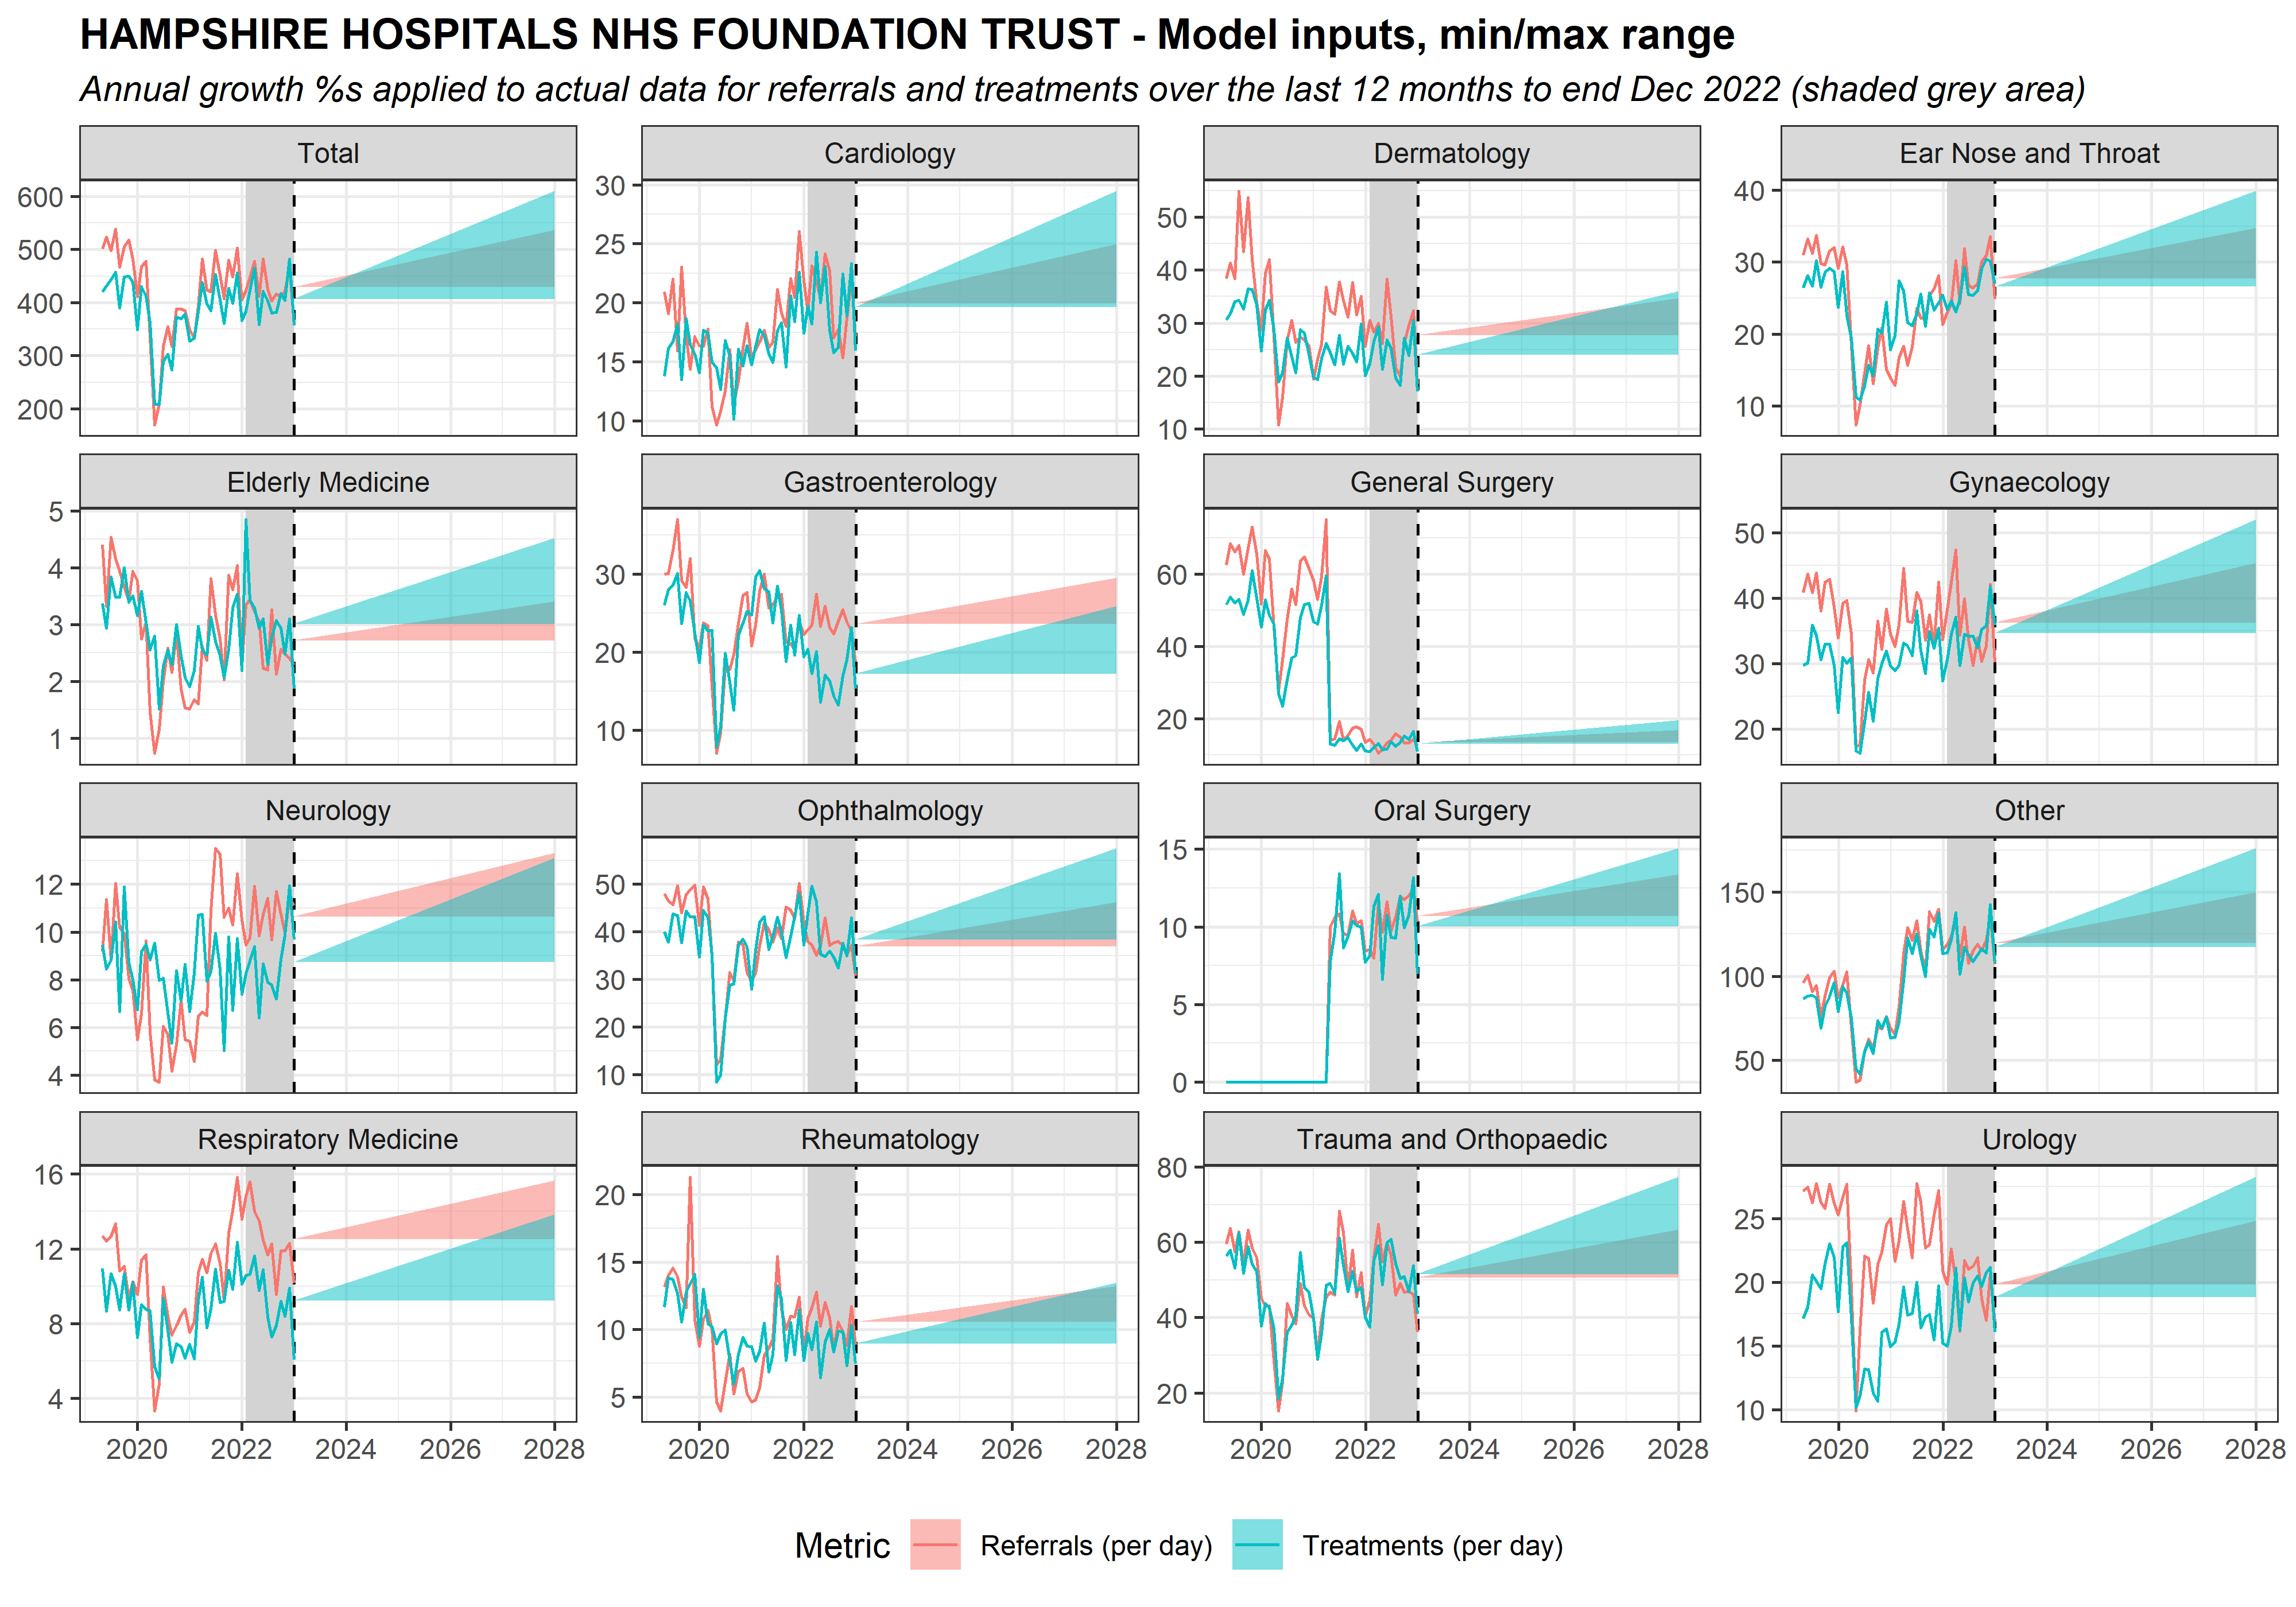 HAMPSHIRE HOSPITALS NHS FOUNDATION TRUST - Model inputs, min/max range
Annual growth %s applied to actual data for referrals and treatments over the last 12 months to end Dec 2022 (shaded grey area)
Total
600
500
400
300
200
Cardiology
30
25
20
15
10
Dermatology
50
40
30
20
10
Ear Nose and Throat
40
30
20
10
Elderly Medicine
5
4
3
2
1
Gastroenterology
30
20
10
General Surgery
60
40
20
Gynaecology
50
40
30
20
Neurology
12
10
8
6
4
Ophthalmology
50
40
30
20
10
Oral Surgery
15
10
5
0
Other
150
100
50
Respiratory Medicine
16
12
8
4
Rheumatology
20
15
10
5
Trauma and Orthopaedic
80
60
40
20
Urology
25
20
15
10
2020 2022 2024 2026 2028
2020 2022 2024 2026 2028
2020 2022 2024 2026 2028
2020 2022 2024 2026 2028
Metric Referrals (per day) Treatments (per day)